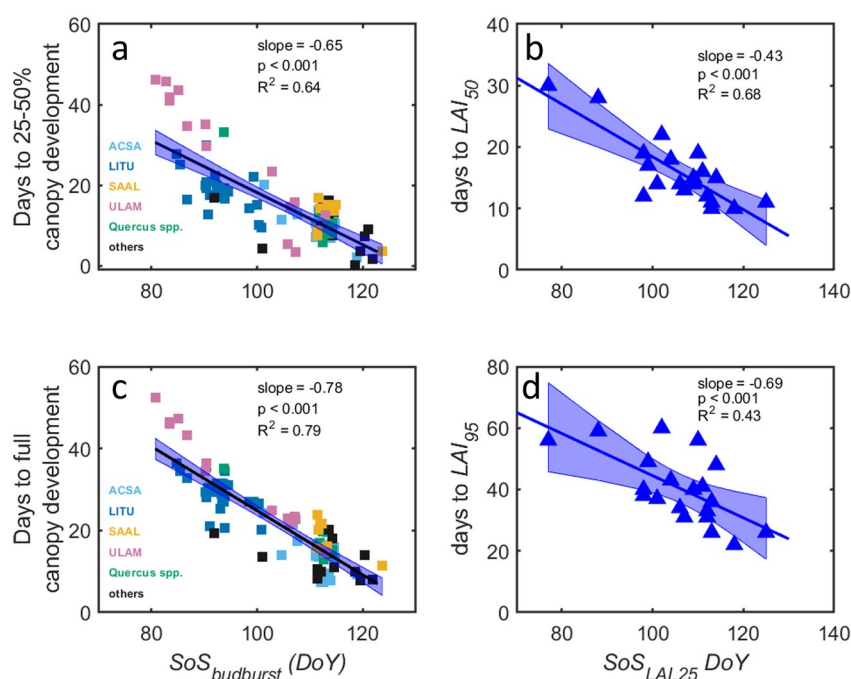 a
slope = -0.65
p < 0.001
R² = 0.64
ACSA
LITU
SAAL
ULAM
Quercus spp.
others
Days to 25-50%
canopy development
60
40
20
0
80
100
120
b
slope = -0.43
p < 0.001
R² = 0.68
days to LAI50
40
30
20
10
0
80
100
120
140
c
slope = -0.78
p < 0.001
R² = 0.79
ACSA
LITU
SAAL
ULAM
Quercus spp.
others
Days to full
canopy development
60
40
20
0
80
100
120
SoSbudburst (DoY)
d
slope = -0.69
p < 0.001
R² = 0.43
days to LAI95
80
60
40
20
0
80
100
120
140
SoSLAI,25 DoY